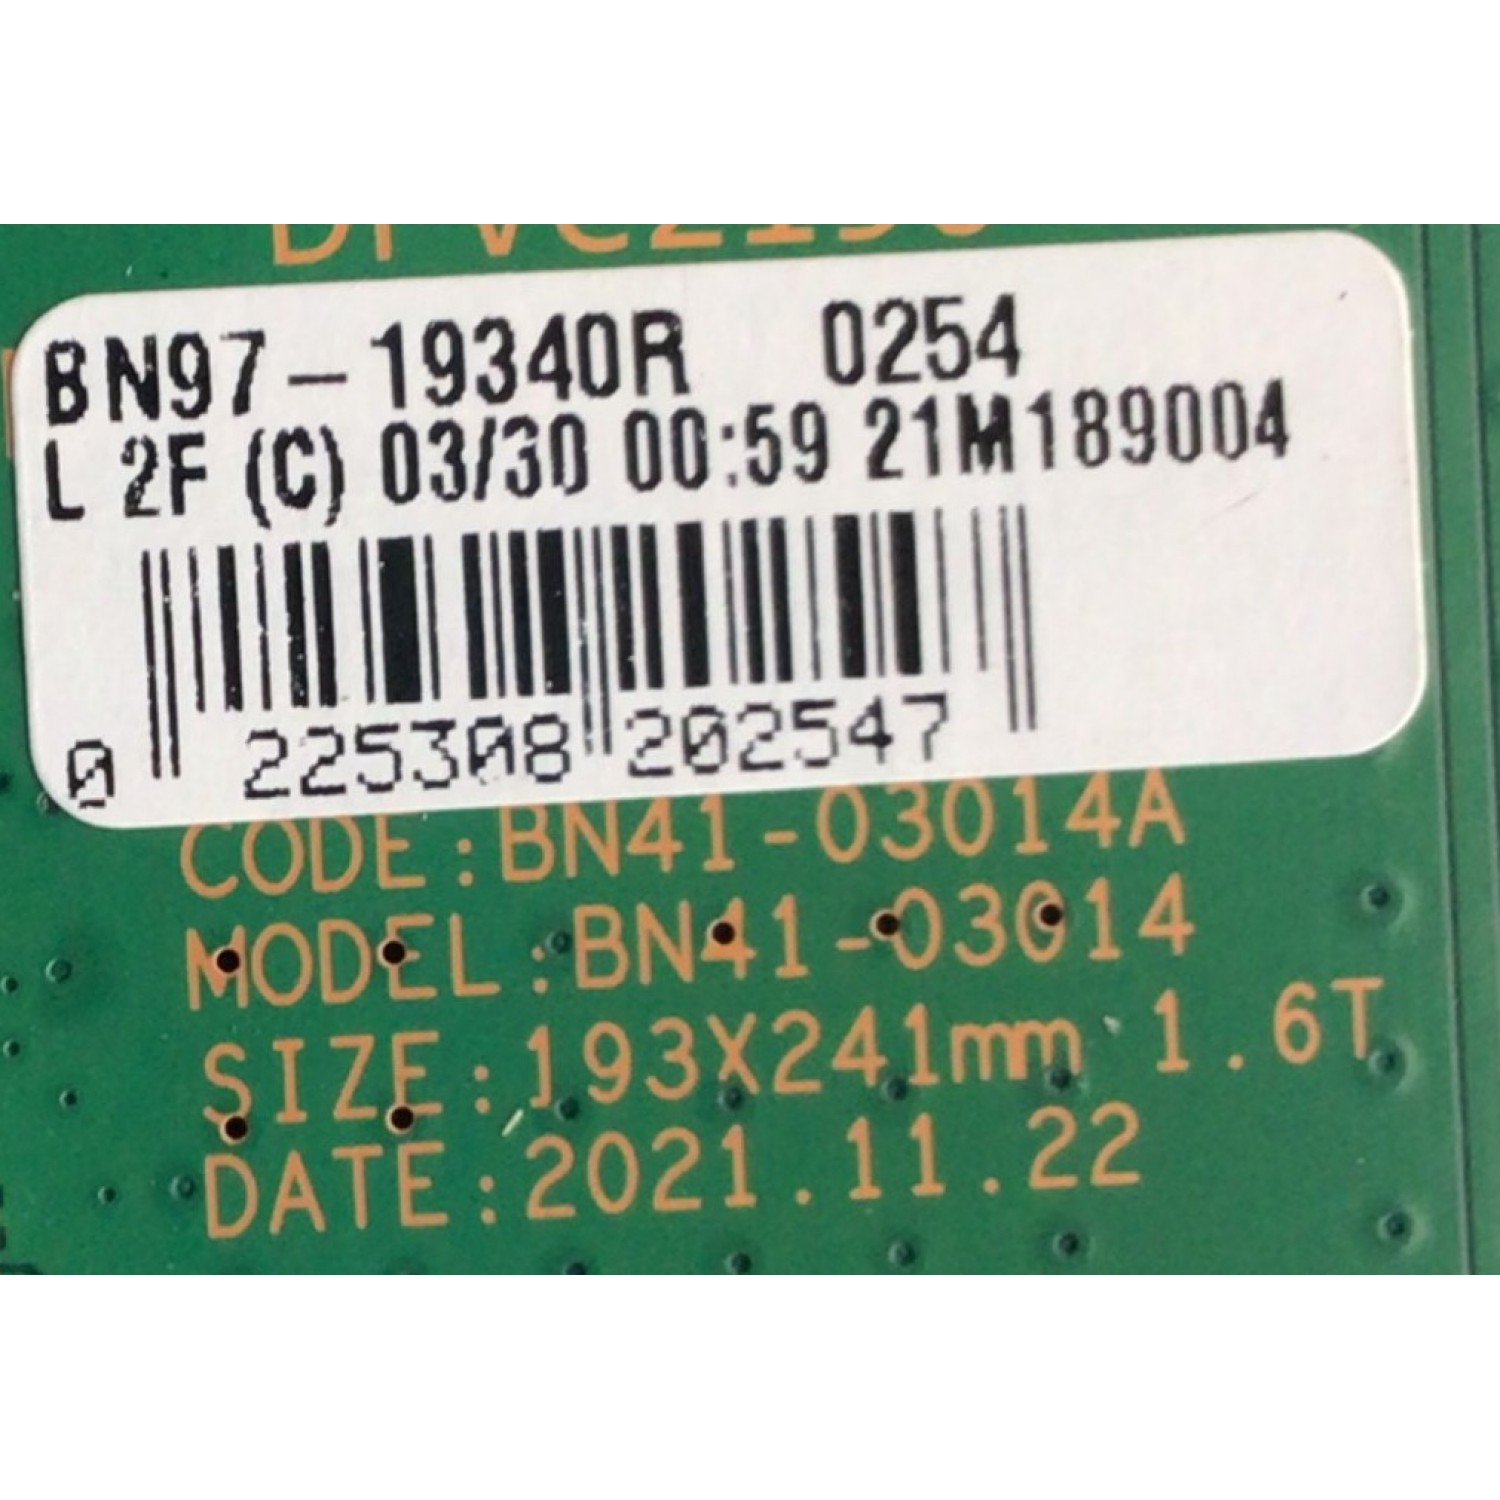 BN97-19340R 0254
L 2F (C) 03/30 00:59 21M189004
0 225308 202547
CODE:BN41-03014A
MODEL:BN41-03014
SIZE:193X241mm 1.6T
DATE:2021.11.22